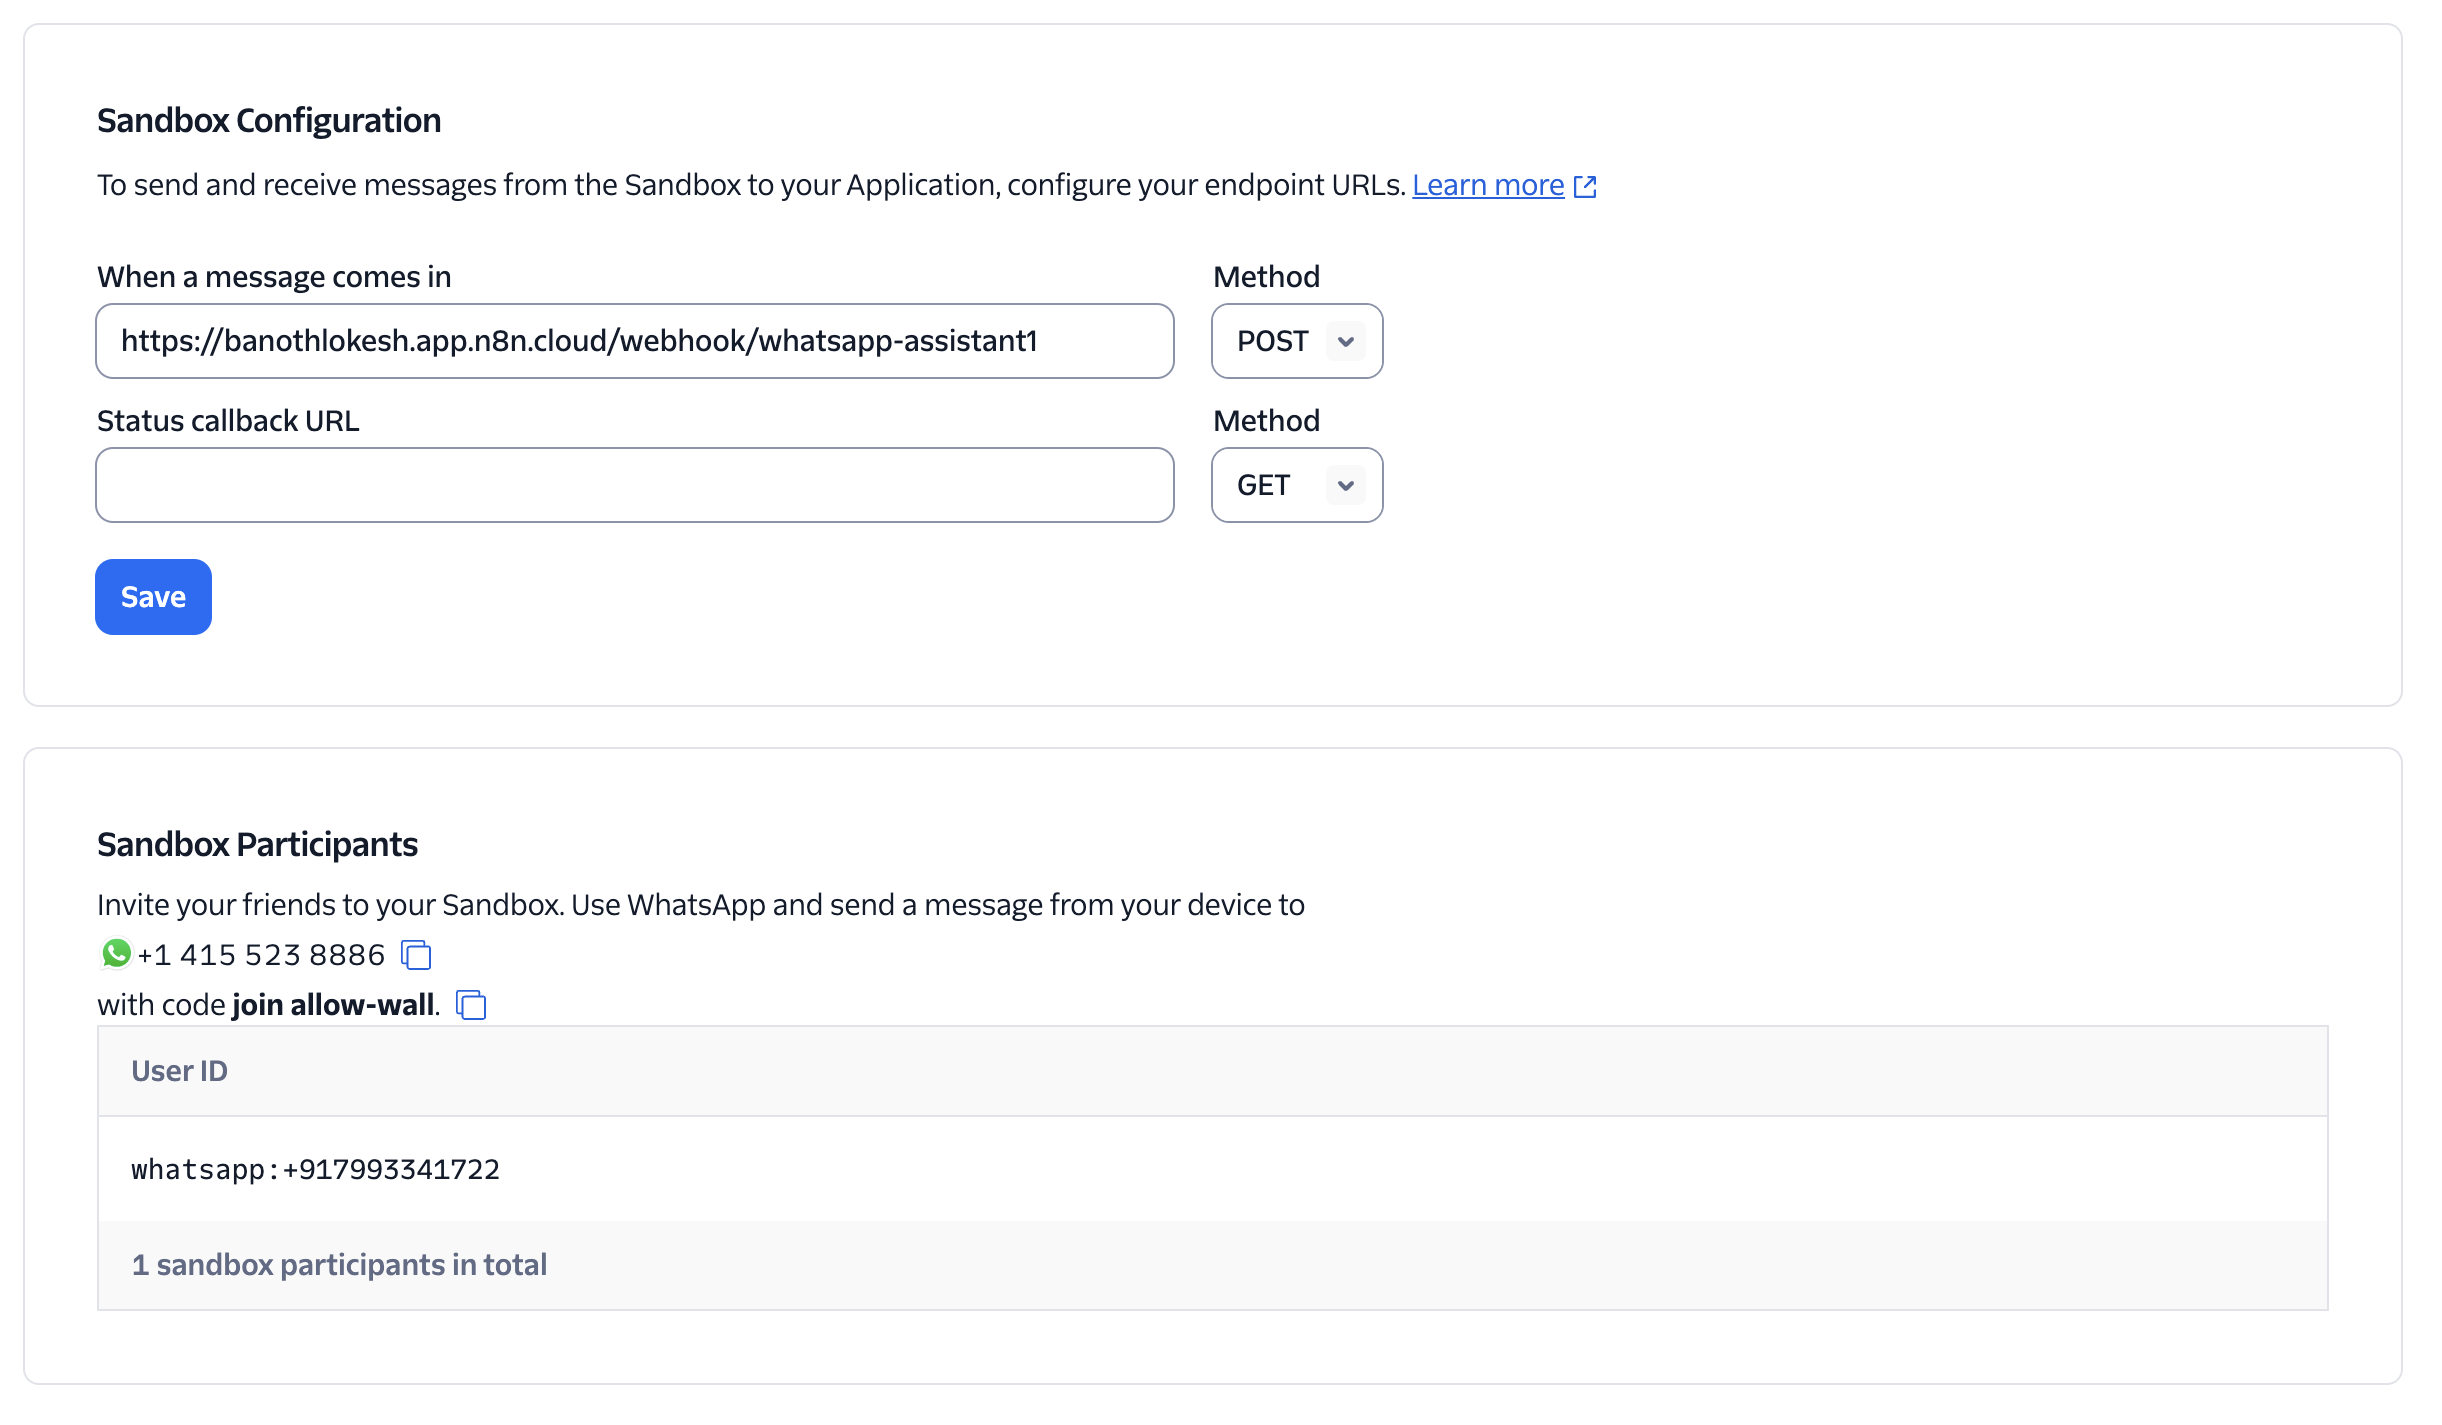 Sandbox Configuration
To send and receive messages from the Sandbox to your Application, configure your endpoint URLs. Learn more
When a message comes in
Method
https://banothlokesh.app.n8n.cloud/webhook/whatsapp-assistant1
POST
Status callback URL
Method
GET
Save
Sandbox Participants
Invite your friends to your Sandbox. Use WhatsApp and send a message from your device to
+1 415 523 8886
with code join allow-wall.
User ID
whatsapp:+917993341722
1 sandbox participants in total